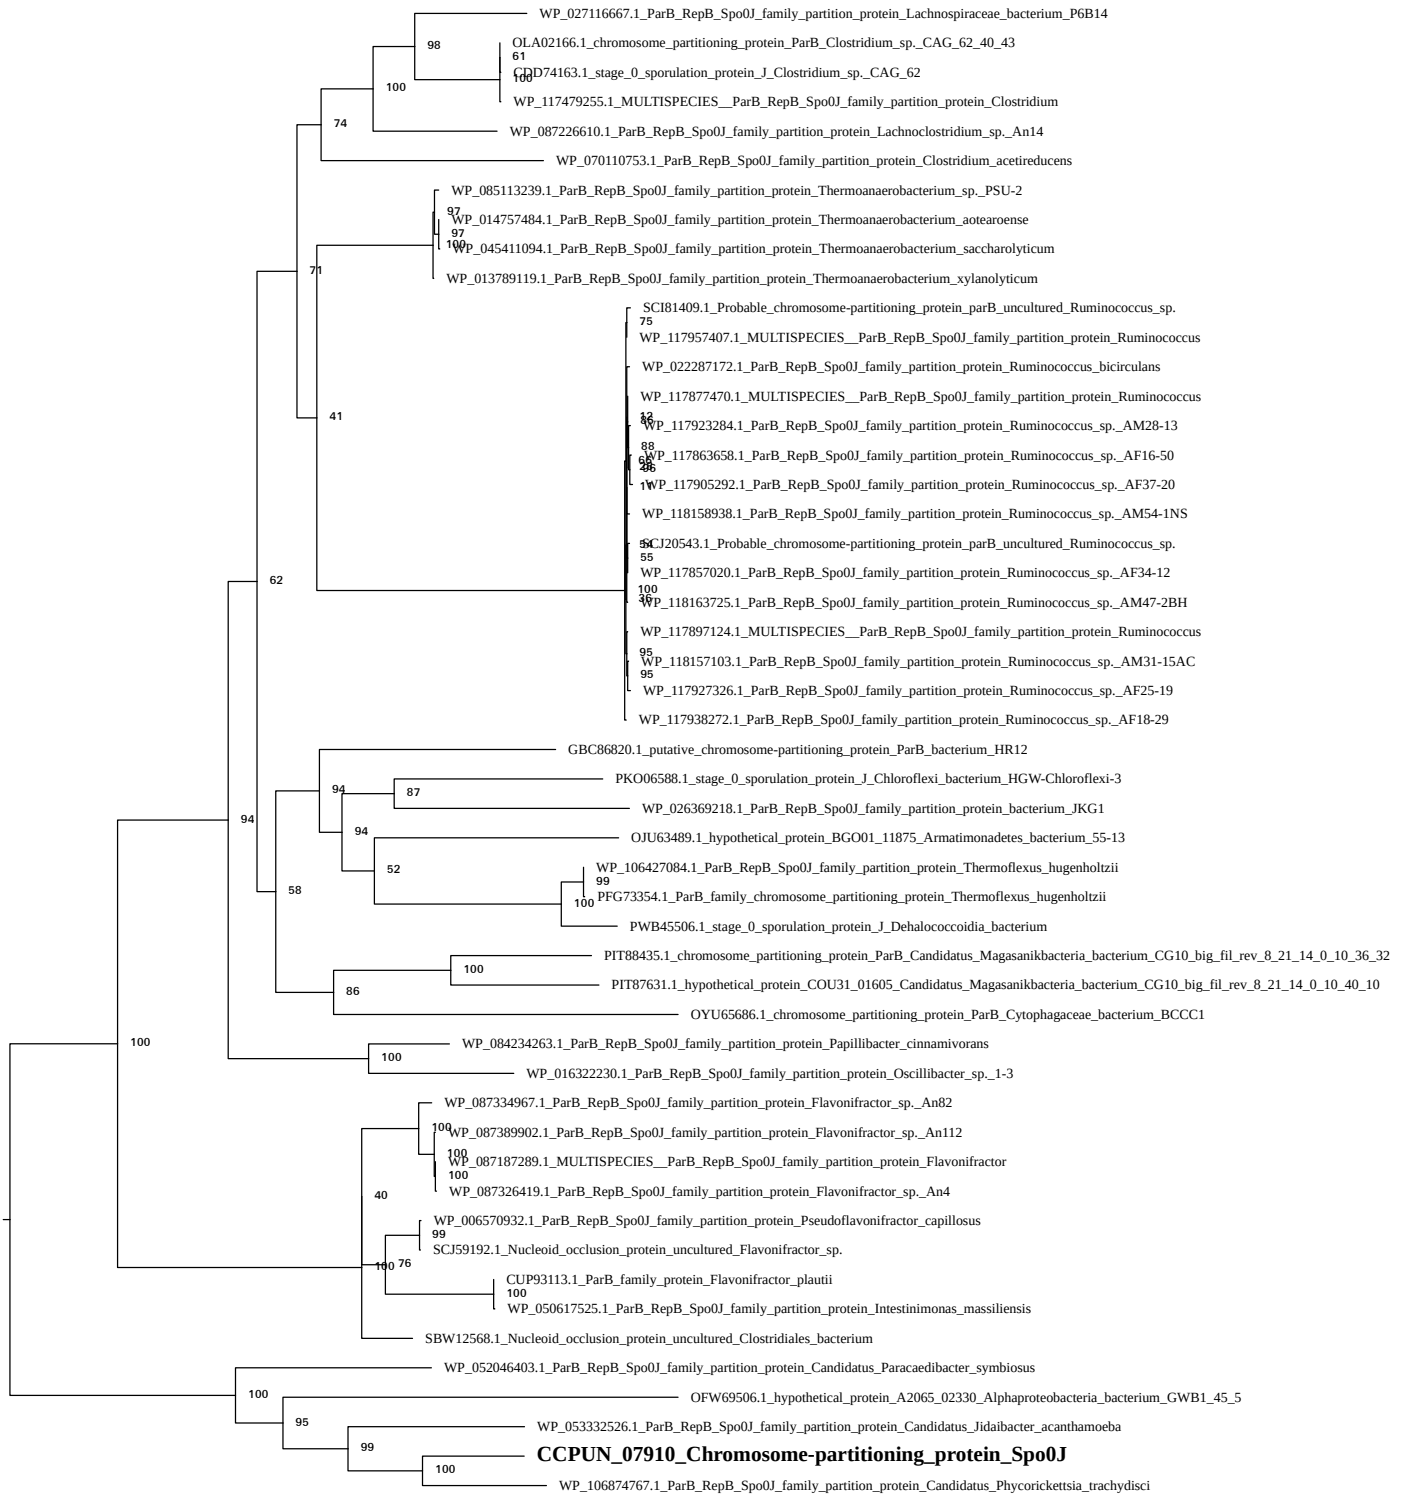 WP_027116667.1_ParB_RepB_Spo0J_family_partition_protein_Lachnospiraceae_bacterium_P6B14
98
OLA02166.1_chromosome_partitioning_protein_ParB_Clostridium_sp._CAG_62_40_43
61
CDD74163.1_stage_0_sporulation_protein_J_Clostridium_sp._CAG_62
100
100
WP_117479255.1_MULTISPECIES__ParB_RepB_Spo0J_family_partition_protein_Clostridium
74
WP_087226610.1_ParB_RepB_Spo0J_family_partition_protein_Lachnoclostridium_sp._An14
WP_070110753.1_ParB_RepB_Spo0J_family_partition_protein_Clostridium_acetireducens
WP_085113239.1_ParB_RepB_Spo0J_family_partition_protein_Thermoanaerobacterium_sp._PSU-2
97
WP_014757484.1_ParB_RepB_Spo0J_family_partition_protein_Thermoanaerobacterium_aotearoense
97
100
WP_045411094.1_ParB_RepB_Spo0J_family_partition_protein_Thermoanaerobacterium_saccharolyticum
71
WP_013789119.1_ParB_RepB_Spo0J_family_partition_protein_Thermoanaerobacterium_xylanolyticum
SCI81409.1_Probable_chromosome-partitioning_protein_parB_uncultured_Ruminococcus_sp.
75
WP_117957407.1_MULTISPECIES__ParB_RepB_Spo0J_family_partition_protein_Ruminococcus
WP_022287172.1_ParB_RepB_Spo0J_family_partition_protein_Ruminococcus_bicirculans
WP_117877470.1_MULTISPECIES__ParB_RepB_Spo0J_family_partition_protein_Ruminococcus
41
12
WP_117923284.1_ParB_RepB_Spo0J_family_partition_protein_Ruminococcus_sp._AM28-13
88
WP_117863658.1_ParB_RepB_Spo0J_family_partition_protein_Ruminococcus_sp._AF16-50
WP_117905292.1_ParB_RepB_Spo0J_family_partition_protein_Ruminococcus_sp._AF37-20
WP_118158938.1_ParB_RepB_Spo0J_family_partition_protein_Ruminococcus_sp._AM54-1NS
SCJ20543.1_Probable_chromosome-partitioning_protein_parB_uncultured_Ruminococcus_sp.
55
WP_117857020.1_ParB_RepB_Spo0J_family_partition_protein_Ruminococcus_sp._AF34-12
62
100
36
WP_118163725.1_ParB_RepB_Spo0J_family_partition_protein_Ruminococcus_sp._AM47-2BH
WP_117897124.1_MULTISPECIES__ParB_RepB_Spo0J_family_partition_protein_Ruminococcus
95
WP_118157103.1_ParB_RepB_Spo0J_family_partition_protein_Ruminococcus_sp._AM31-15AC
95
WP_117927326.1_ParB_RepB_Spo0J_family_partition_protein_Ruminococcus_sp._AF25-19
WP_117938272.1_ParB_RepB_Spo0J_family_partition_protein_Ruminococcus_sp._AF18-29
GBC86820.1_putative_chromosome-partitioning_protein_ParB_bacterium_HR12
PKO06588.1_stage_0_sporulation_protein_J_Chloroflexi_bacterium_HGW-Chloroflexi-3
94
87
WP_026369218.1_ParB_RepB_Spo0J_family_partition_protein_bacterium_JKG1
94
94
OJU63489.1_hypothetical_protein_BGO01_11875_Armatimonadetes_bacterium_55-13
52
WP_106427084.1_ParB_RepB_Spo0J_family_partition_protein_Thermoflexus_hugenholtzii
99
58
PFG73354.1_ParB_family_chromosome_partitioning_protein_Thermoflexus_hugenholtzii
100
PWB45506.1_stage_0_sporulation_protein_J_Dehalococcoidia_bacterium
PIT88435.1_chromosome_partitioning_protein_ParB_Candidatus_Magasanikbacteria_bacterium_CG10_big_fil_rev_8_21_14_0_10_36_32
100
PIT87631.1_hypothetical_protein_COU31_01605_Candidatus_Magasanikbacteria_bacterium_CG10_big_fil_rev_8_21_14_0_10_40_10
86
OYU65686.1_chromosome_partitioning_protein_ParB_Cytophagaceae_bacterium_BCCC1
100
WP_084234263.1_ParB_RepB_Spo0J_family_partition_protein_Papillibacter_cinnamivorans
100
WP_016322230.1_ParB_RepB_Spo0J_family_partition_protein_Oscillibacter_sp._1-3
WP_087334967.1_ParB_RepB_Spo0J_family_partition_protein_Flavonifractor_sp._An82
100
WP_087389902.1_ParB_RepB_Spo0J_family_partition_protein_Flavonifractor_sp._An112
100
WP_087187289.1_MULTISPECIES__ParB_RepB_Spo0J_family_partition_protein_Flavonifractor
100
WP_087326419.1_ParB_RepB_Spo0J_family_partition_protein_Flavonifractor_sp._An4
40
WP_006570932.1_ParB_RepB_Spo0J_family_partition_protein_Pseudoflavonifractor_capillosus
99
SCJ59192.1_Nucleoid_occlusion_protein_uncultured_Flavonifractor_sp.
100
76
CUP93113.1_ParB_family_protein_Flavonifractor_plautii
100
WP_050617525.1_ParB_RepB_Spo0J_family_partition_protein_Intestinimonas_massiliensis
SBW12568.1_Nucleoid_occlusion_protein_uncultured_Clostridiales_bacterium
WP_052046403.1_ParB_RepB_Spo0J_family_partition_protein_Candidatus_Paracaedibacter_symbiosus
100
OFW69506.1_hypothetical_protein_A2065_02330_Alphaproteobacteria_bacterium_GWB1_45_5
95
WP_053332526.1_ParB_RepB_Spo0J_family_partition_protein_Candidatus_Jidaibacter_acanthamoeba
99
CCPUN_07910_Chromosome-partitioning_protein_Spo0J
100
WP_106874767.1_ParB_RepB_Spo0J_family_partition_protein_Candidatus_Phycorickettsia_trachydisci